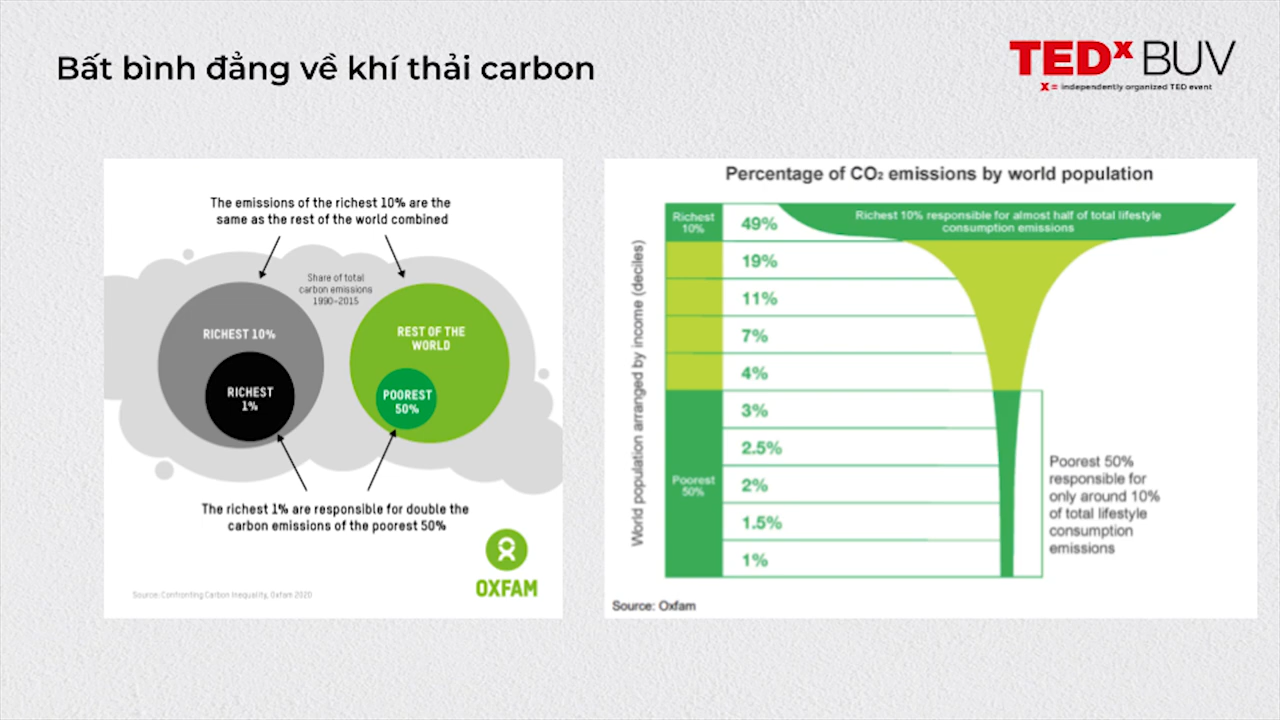 Bất bình đẳng về khí thải carbon
TEDx BUV
x = independently organized TED event
The emissions of the richest 10% are the
same as the rest of the world combined
Share of total
carbon emissions
1990–2015
RICHEST 10%
REST OF THE
WORLD
RICHEST
1%
POOREST
50%
The richest 1% are responsible for double the
carbon emissions of the poorest 50%
OXFAM
Source: Confronting Carbon Inequality, Oxfam 2020
Percentage of CO₂ emissions by world population
World population arranged by income (deciles)
Richest
10%
49%
Richest 10% responsible for almost half of total lifestyle
consumption emissions
19%
11%
7%
4%
3%
2.5%
Poorest
50%
2%
1.5%
1%
Poorest 50%
responsible for
only around 10%
of total lifestyle
consumption
emissions
Source: Oxfam